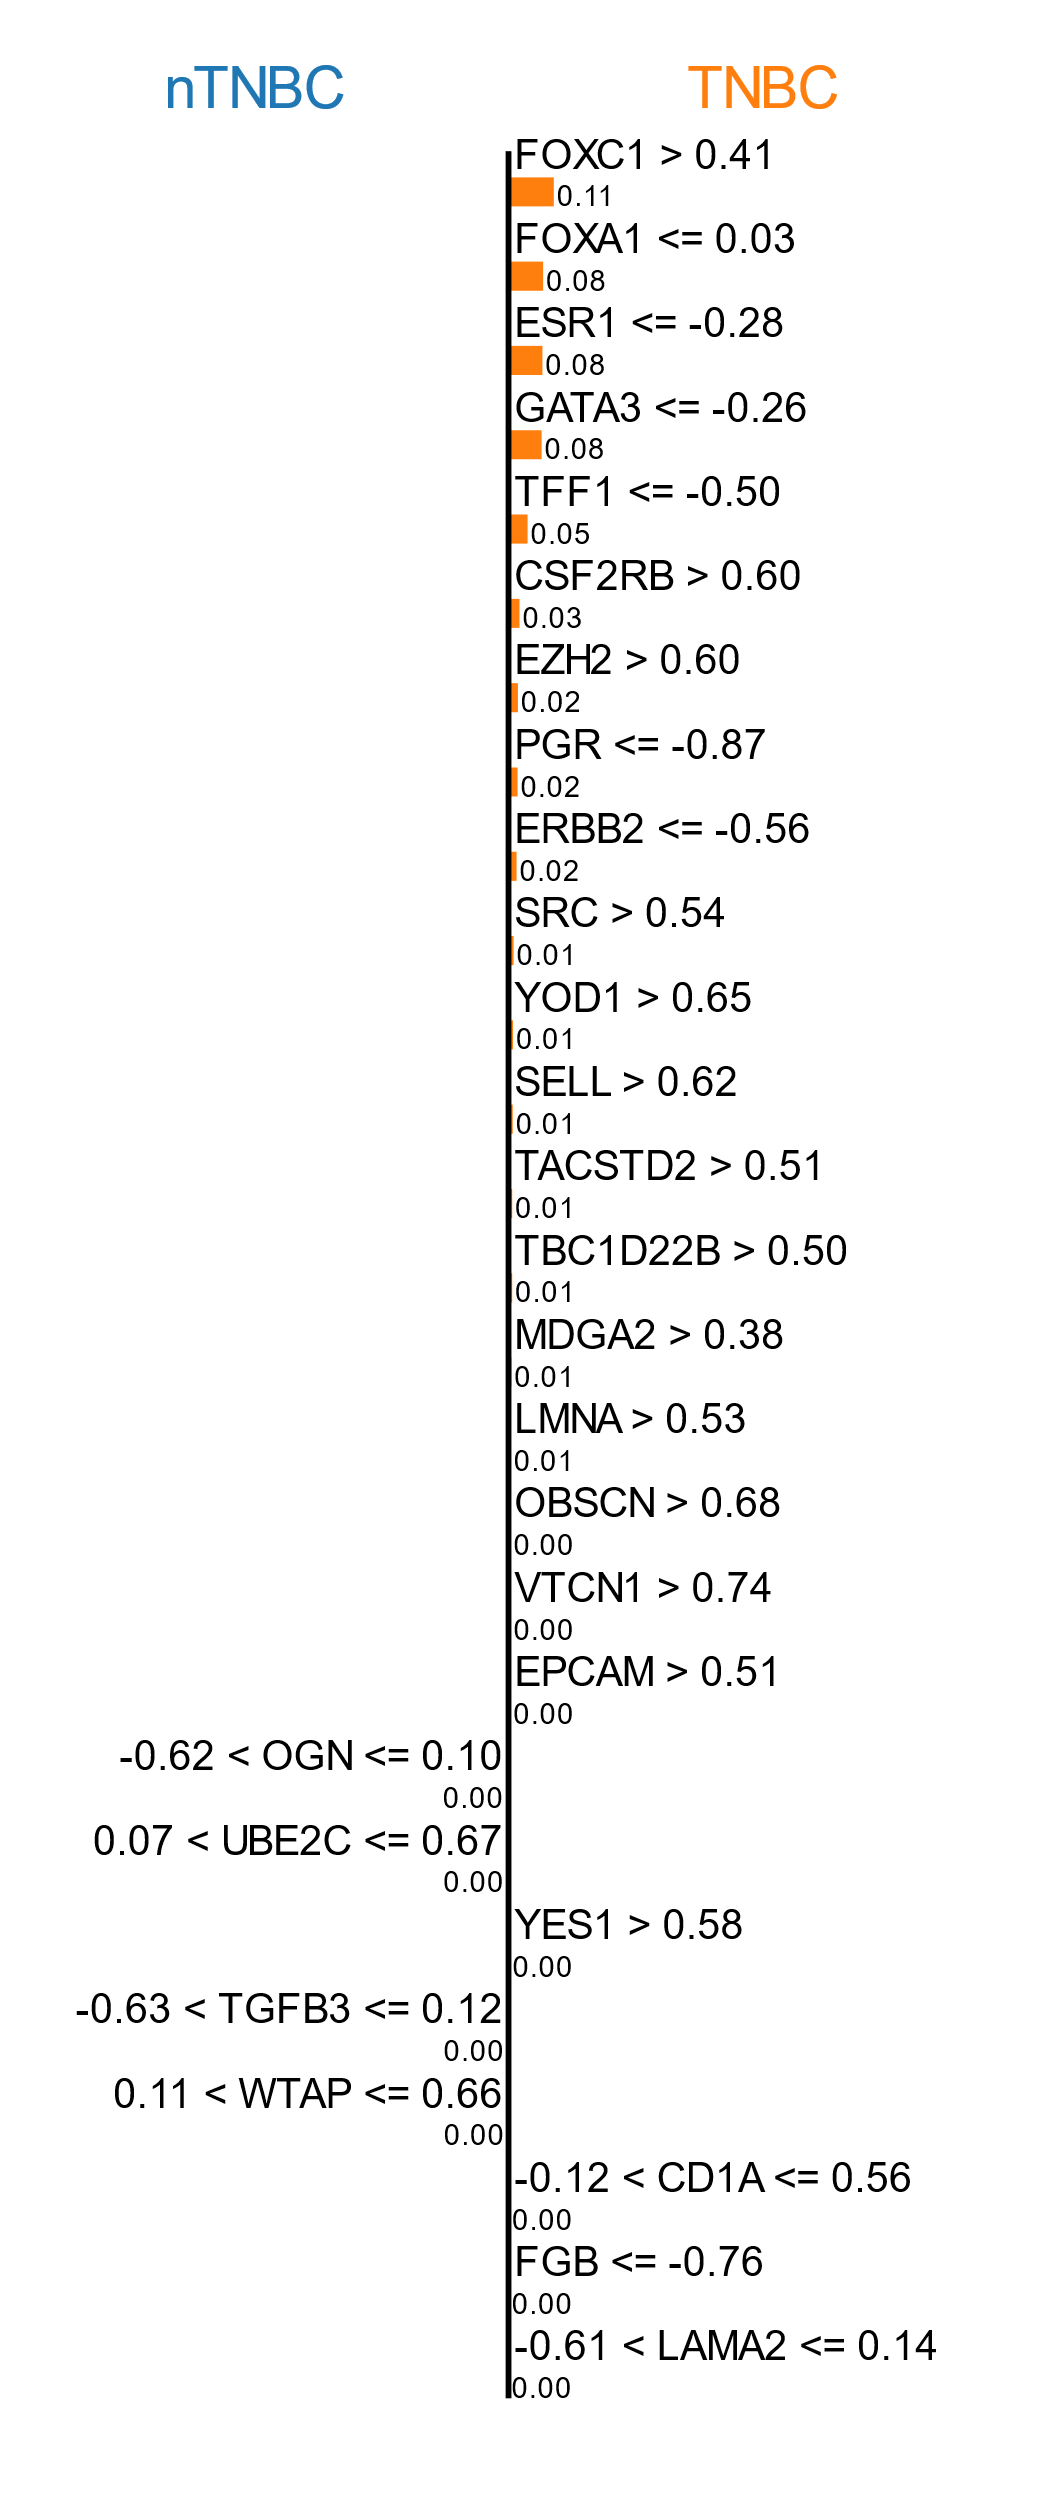 nTNBC TNBC
FOXC1 > 0.41
0.11
FOXA1 <= 0.03
0.08
ESR1 <= -0.28
0.08
GATA3 <= -0.26
0.08
TFF1 <= -0.50
0.05
CSF2RB > 0.60
0.03
EZH2 > 0.60
0.02
PGR <= -0.87
0.02
ERBB2 <= -0.56
0.02
SRC > 0.54
0.01
YOD1 > 0.65
0.01
SELL > 0.62
0.01
TACSTD2 > 0.51
0.01
TBC1D22B > 0.50
0.01
MDGA2 > 0.38
0.01
LMNA > 0.53
0.01
OBSCN > 0.68
0.00
VTCN1 > 0.74
0.00
EPCAM > 0.51
0.00
-0.62 < OGN <= 0.10
0.00
0.07 < UBE2C <= 0.67
0.00
YES1 > 0.58
0.00
-0.63 < TGFB3 <= 0.12
0.00
0.11 < WTAP <= 0.66
0.00
-0.12 < CD1A <= 0.56
0.00
FGB <= -0.76
0.00
-0.61 < LAMA2 <= 0.14
0.00